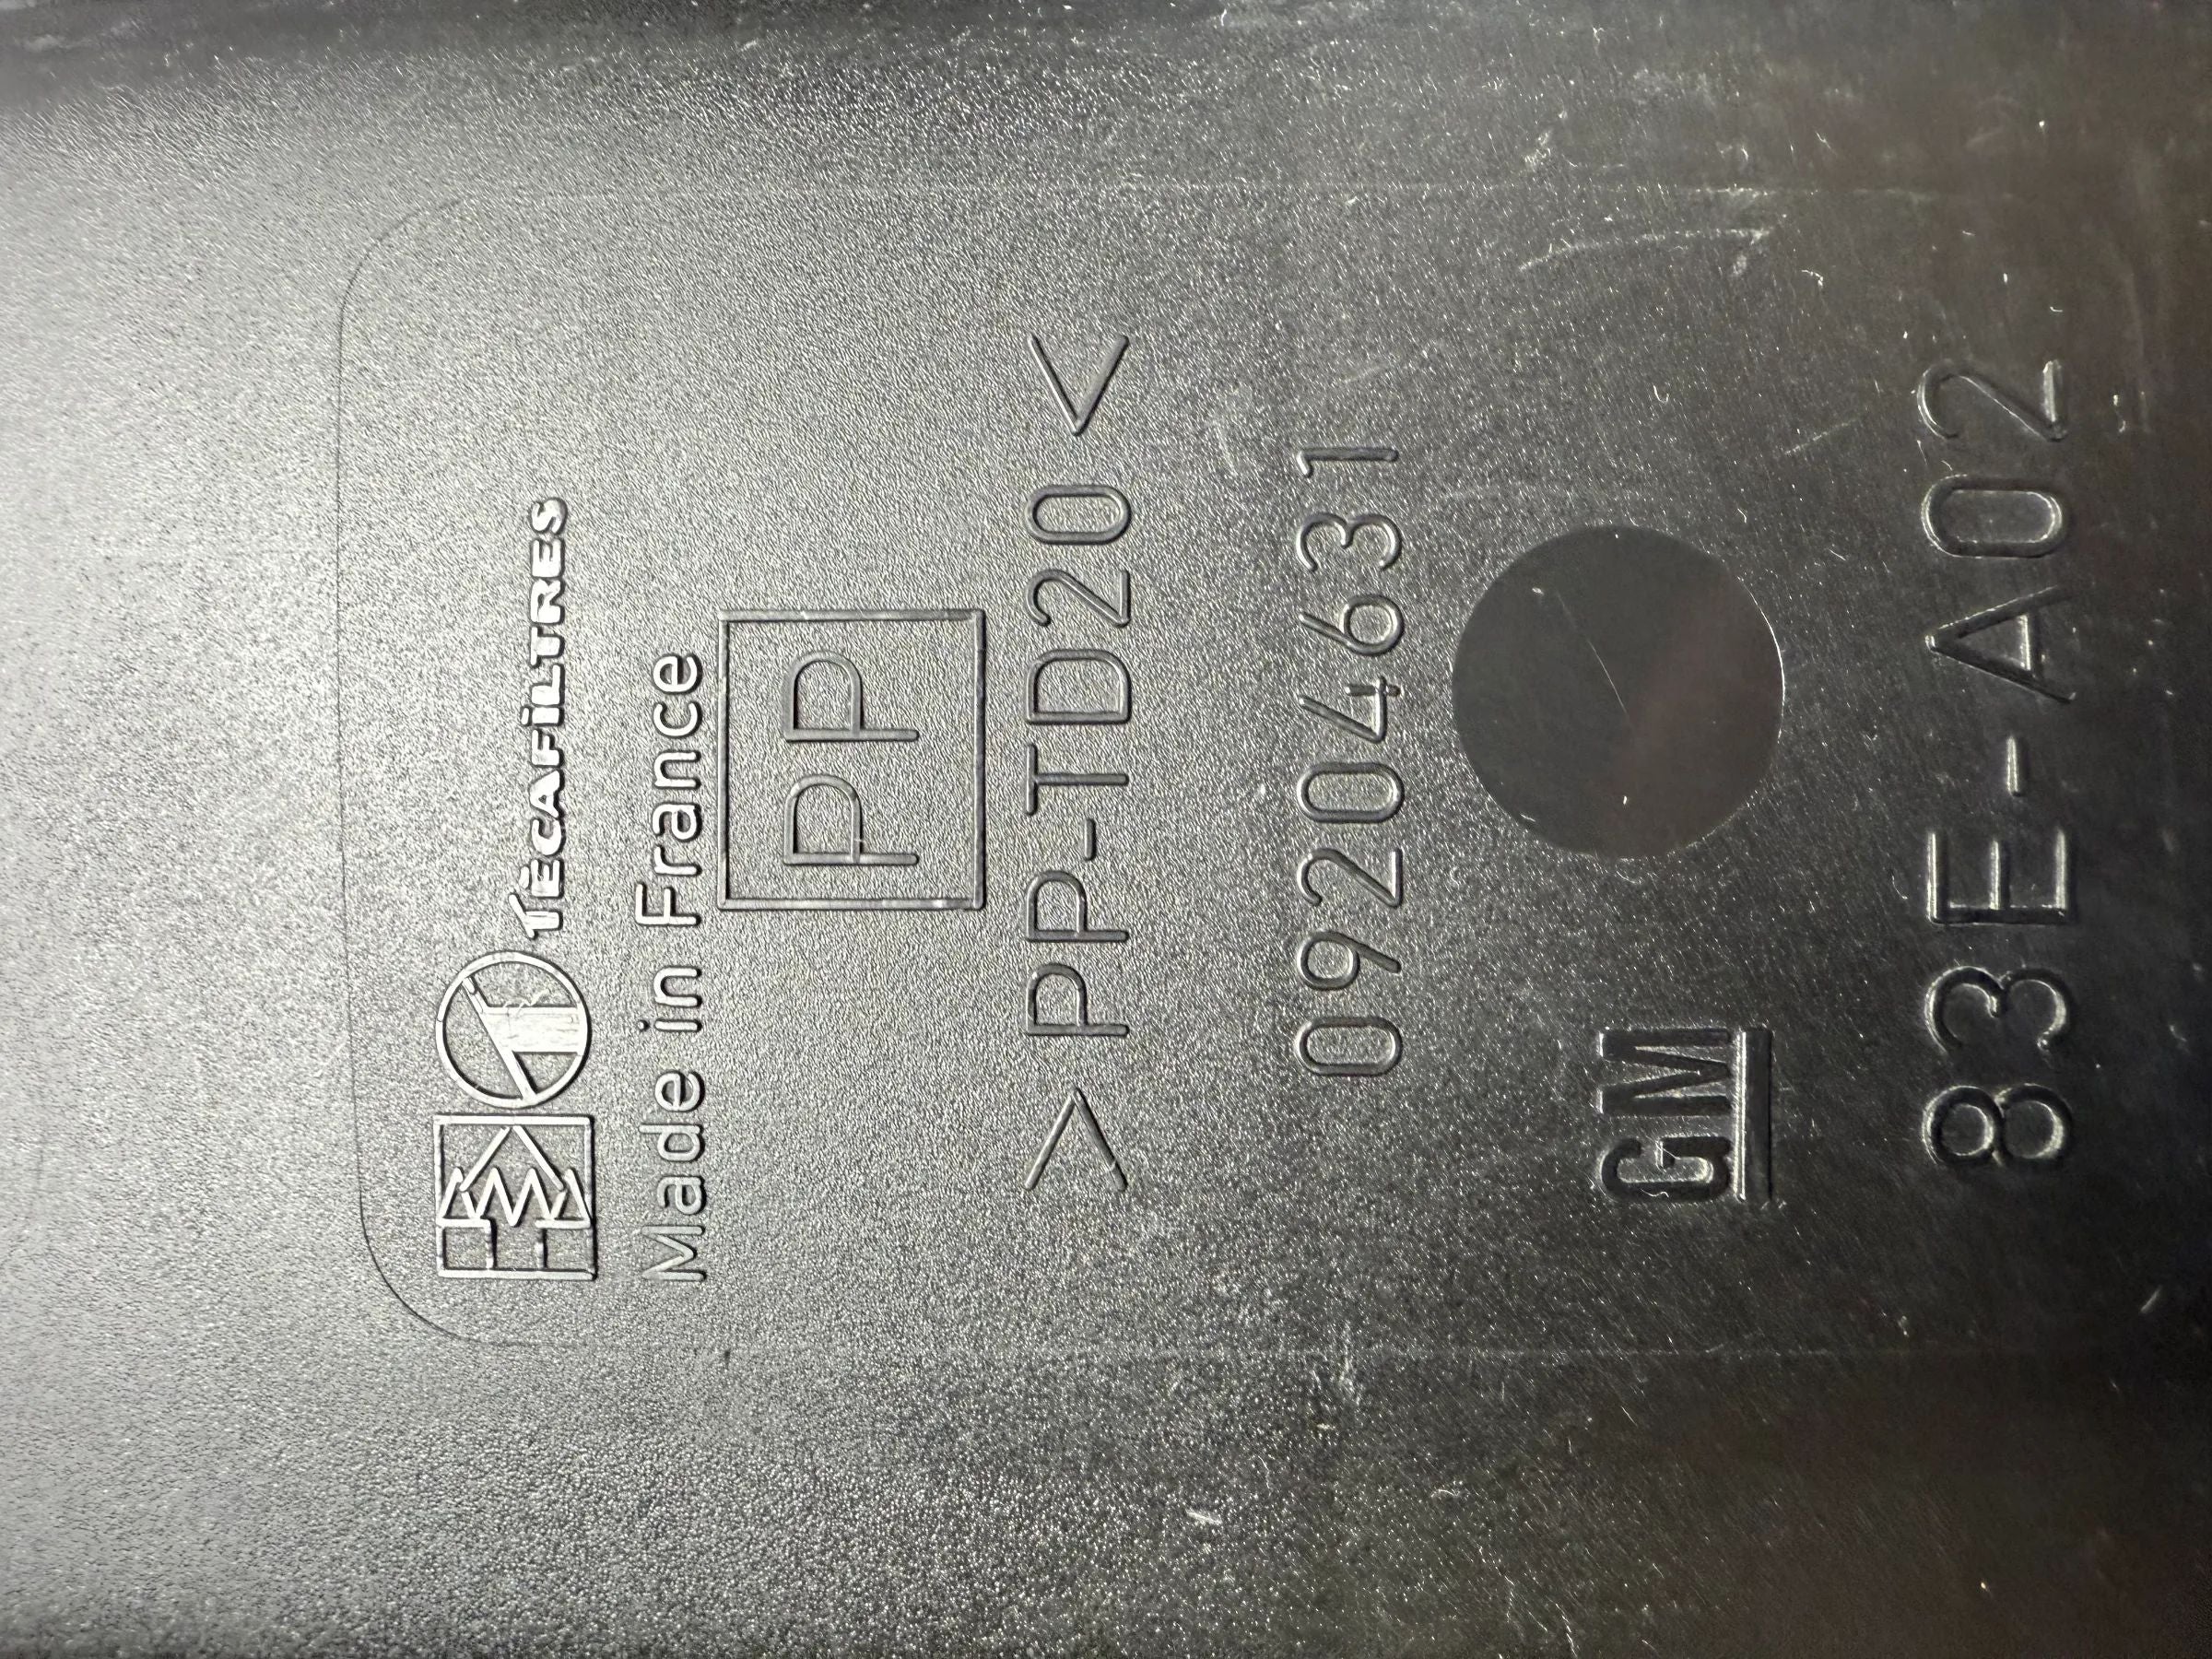 TECAFiLTRES
Made in France
PP
>PP-TD20<
09204631
GM
83E-A02